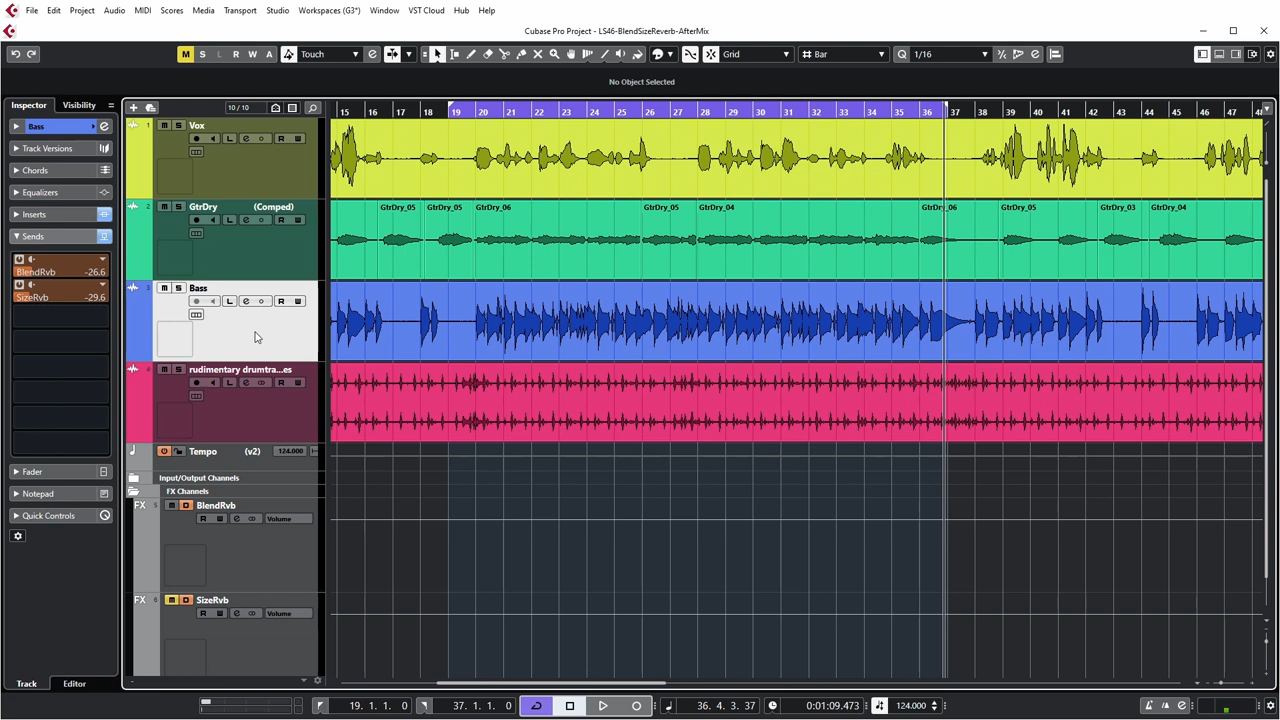 File Edit Project Audio MIDI Scores Media Transport Studio Workspaces (G3*) Window VST Cloud Hub Help
Cubase Pro Project - LS46-BlendSizeReverb-AfterMix
M S L R W A Touch Grid Bar Q 1/16
No Object Selected
Inspector Visibility 10 / 10 15 16 17 18 19 20 21 22 23 24 25 26 27 28 29 30 31 32 33 34 35 36 37 38 39 40 41 42 43 44 45 46 47 48
Bass
Track Versions
Chords
Equalizers
Inserts
Sends
BlendRvb -26.6
SizeRvb -29.6
Fader
Notepad
Quick Controls
Track Editor
1 Vox
M S
L e R
2 GtrDry (Comped)
M S
L e R
GtrDry_05 GtrDry_05 GtrDry_06 GtrDry_05 GtrDry_04 GtrDry_06 GtrDry_05 GtrDry_03 GtrDry_04
3 Bass
M S
L e R
4 rudimentary drumtra...es
M S
L e R
Tempo (v2) 124.000
Input/Output Channels
FX Channels
FX 5 BlendRvb
R e Volume
FX 6 SizeRvb
R e Volume
19. 1. 1. 0 37. 1. 1. 0 36. 4. 3. 37 0:01:09.473 124.000